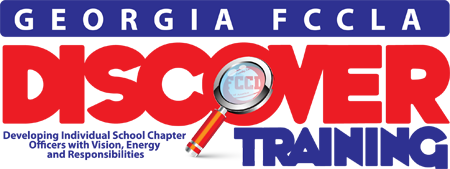 GEORGIA FCCLA
DISCOVER
Developing Individual School Chapter
Officers with Vision, Energy
and Responsibilities
TRAINING